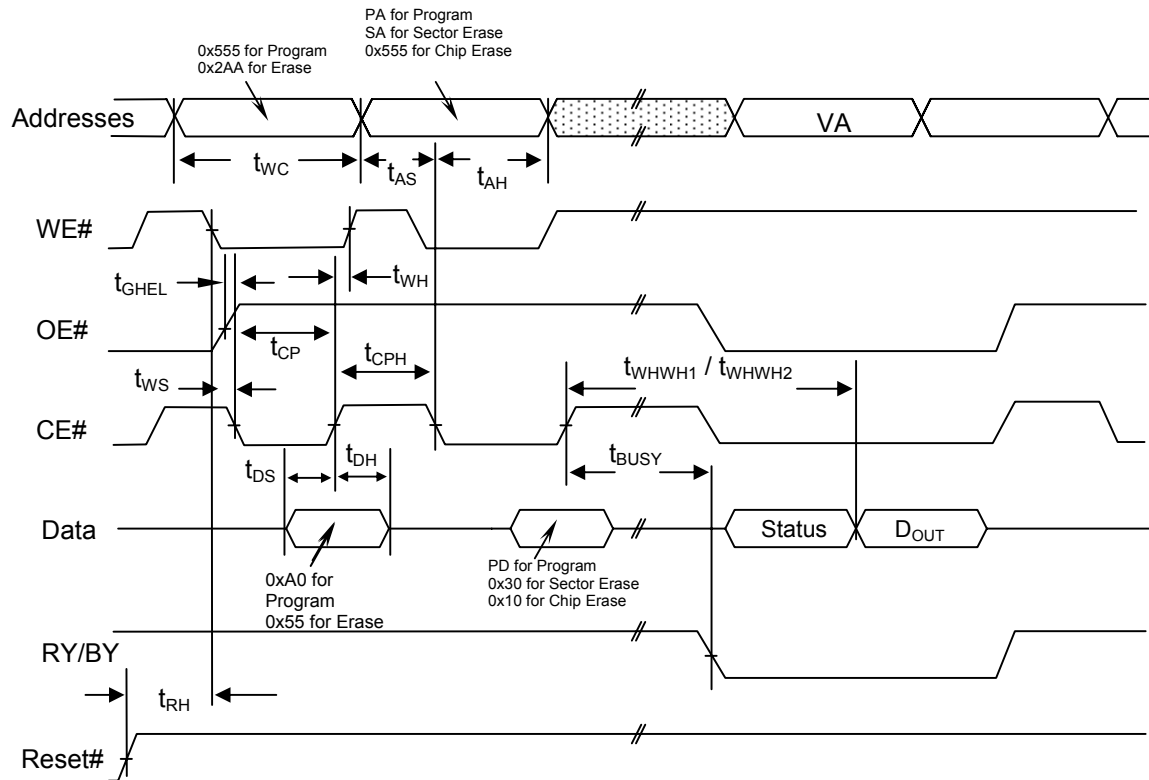 PA for Program
SA for Sector Erase
0x555 for Chip Erase
0x555 for Program
0x2AA for Erase
Addresses
VA
tWC
tAS
tAH
WE#
tGHEL
tWH
OE#
tCP
tCPH
tWHWH1 / tWHWH2
tWS
CE#
tDS
tDH
tBUSY
Data
Status
DOUT
0xA0 for
Program
0x55 for Erase
PD for Program
0x30 for Sector Erase
0x10 for Chip Erase
RY/BY
tRH
Reset#